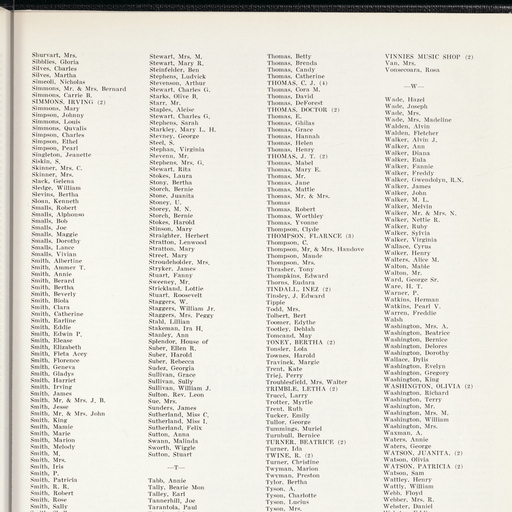 Shurvart, Mrs.
Sibblies, Gloria
Silves, Charles
Silves, Martha
Simeoli, Nicholas
Simmons, Mr. & Mrs. Bernard
Simmons, Carrie B.
SIMMONS, IRVING (2)
Simmons, Mary
Simpson, Johnny
Simmons, Louis
Simmons, Quvalis
Simpson, Charles
Simpson, Ethel
Simpson, Pearl
Singleton, Jeanette
Siskin, S.
Skinner, Mrs. C.
Skinner, Mrs.
Slack, Gelena
Sledge, William
Slevins, Bertha
Sloan, Kenneth
Smalls, Robert
Smalls, Alphonso
Smalls, Bob
Smalls, Joe
Smalls, Maggie
Smalls, Dorothy
Smalls, Lance
Smalls, Vivian
Smith, Albertine
Smith, Anmer T.
Smith, Annie
Smith, Berard
Smith, Bertha
Smith, Beverly
Smith, Biola
Smith, Clara
Smith, Catherine
Smith, Earline
Smith, Eddie
Smith, Edwin P.
Smith, Elease
Smith, Elizabeth
Smith, Fleta Acey
Smith, Florence
Smith, Geneva
Smith, Gladys
Smith, Harriet
Smith, Irving
Smith, James
Smith, Mr. & Mrs. J. B.
Smith, Jesse
Smith, Mr. & Mrs. John
Smith, King
Smith, Mamie
Smith, Marie
Smith, Marion
Smith, Melody
Smith, M.
Smith, Mrs.
Smith, Iris
Smith, P.
Smith, Patricia
Smith, R. R.
Smith, Robert
Smith, Rose
Smith, Sally
Stewart, Mrs. M.
Stewart, Mary R.
Steinfelder, Ben
Stephens, Ludvick
Stevenson, Arthur
Stewart, Charles G.
Starks, Olive B.
Starr, Mr.
Staples, Aleise
Stewart, Charles G.
Stephens, Sarah
Starkley, Mary L. H.
Stevney, George
Steel, S.
Stephan, Virginia
Stevenn, Mr.
Stephens, Mrs. G.
Stewart, Rita
Stokes, Laura
Stony, Bertha
Storch, Bernie
Stone, Juanita
Stoney, U.
Storey, M. N.
Storch, Bernie
Stokes, Harold
Stinson, Mary
Straighter, Herbert
Stratton, Lenwood
Stratton, Mary
Street, Mary
Stroudeholder, Mrs.
Stryker, James
Stuart, Fanny
Sweeney, Mr.
Strickland, Lottie
Stuart, Roosevelt
Staggers, W.
Staggers, William Jr.
Staggers, Mrs. Peggy
Stahl, Lillian
Stakeman, Ira H.
Stanley, Ann
Splendor, House of
Suber, Ellen R.
Suber, Harold
Suber, Rebecca
Sudez, Georgia
Sullivan, Grace
Sullivan, Sully
Sullivan, William J.
Sulton, Rev. Leon
Sue, Mrs.
Sunders, James
Sutherland, Miss C.
Sutherland, Miss I.
Sutherland, Felix
Sutton, Anna
Swann, Malinda
Sworth, Wiggie
Sutton, Stuart
—T—
Tabb, Annie
Tally, Bearie Mon
Talley, Earl
Tannerhill, Joe
Tarantola, Paul
Thomas, Betty
Thomas, Brenda
Thomas, Candy
Thomas, Catherine
THOMAS, C. J. (4)
Thomas, Cora M.
Thomas, David
Thomas, DeFored
THOMAS, DOCTOR (2)
Thomas, E.
Thomas, Ghilas
Thomas, Grace
Thomas, Hannah
Thomas, Helen
Thomas, Henry
THOMAS, J. T. (2)
Thomas, Mabel
Thomas, Mary E.
Thomas, Mr.
Thomas, Jane
Thomas, Mattie
Thomas, Mr. & Mrs.
Thomas
Thomas, Robert
Thomas, Worthley
Thomas, Yvonne
Thompson, Clyde
THOMPSON, FLARNCE (3)
Thompson, C.
Thompson, Mr. & Mrs. Handove
Thompson, Maude
Thompson, Mrs.
Thrasher, Tony
Thompkins, Edward
Thorns, Eudara
TINDALL, INEZ (2)
Tinsley, J. Edward
Tipple
Todd, Mrs.
Tolbert, Bert
Toomer, Edythe
Tootley, Deblah
Toomcand, May
TONEY, BERTHA (2)
Tonsler, Lola
Townes, Harold
Travinek, Margie
Trent, Kate
Triej, Perry
Troublesfield, Mrs. Walter
TRIMBLE, LETHA (2)
Trucci, Larry
Trotter, Myrtle
Trent, Ruth
Tucker, Emily
Tullor, George
Tummings, Muriel
Turnbull, Bernice
TURNER, BEATRICE (2)
Turner, Ida
TWINE, R. (2)
Turner, Christine
Twyman, Marion
Twyman, Preston
Tylor, Bertha
Tyson, A.
Tyson, Charlotte
Tyson, Lucius
Tyson, Mrs.
VINNIES MUSIC SHOP (2)
Van, Mrs.
Vonsecoara, Rosa
—W—
Wade, Hazel
Wade, Joseph
Wade, Mrs.
Wade, Mrs. Madeline
Walden, Alvin
Walden, Fletcher
Walker, Alvin J.
Walker, Ann
Walker, Diana
Walker, Eula
Walker, Fannie
Walker, Freddy
Walker, Gwendolyn, R.N.
Walker, James
Walker, John
Walker, M. L.
Walker, Melvin
Walker, Mr. & Mrs. N.
Walker, Nettie R.
Walker, Ruby
Walker, Sylvia
Walker, Virginia
Wallace, Cyrus
Walker, Henry
Walters, Alice M.
Walton, Mable
Walton, Mr.
Ward, George Sr.
Ware, H. T.
Warner, P.
Watkins, Herman
Watkins, Pearl V.
Warren, Freddie
Walsh
Washington, Mrs. A.
Washington, Beatrice
Washington, Bernice
Washington, Delores
Washington, Dorothy
Wallace, Dylis
Washington, Evelyn
Washington, Gregory
Washington, King
WASHINGTON, OLIVIA (2)
Washington, Richard
Washington, Terry
Washington, Mr.
Washington, Mrs. M.
Washington, William
Washington, Mrs.
Waxman, A.
Waters, Annie
Waters, George
WATSON, JUANITA (2)
Watson, Olivia
WATSON, PATRICIA (2)
Watson, Sam
Wattley, Henry
Wattly, William
Webb, Floyd
Webber, Mrs. R.
Webster, Daniel